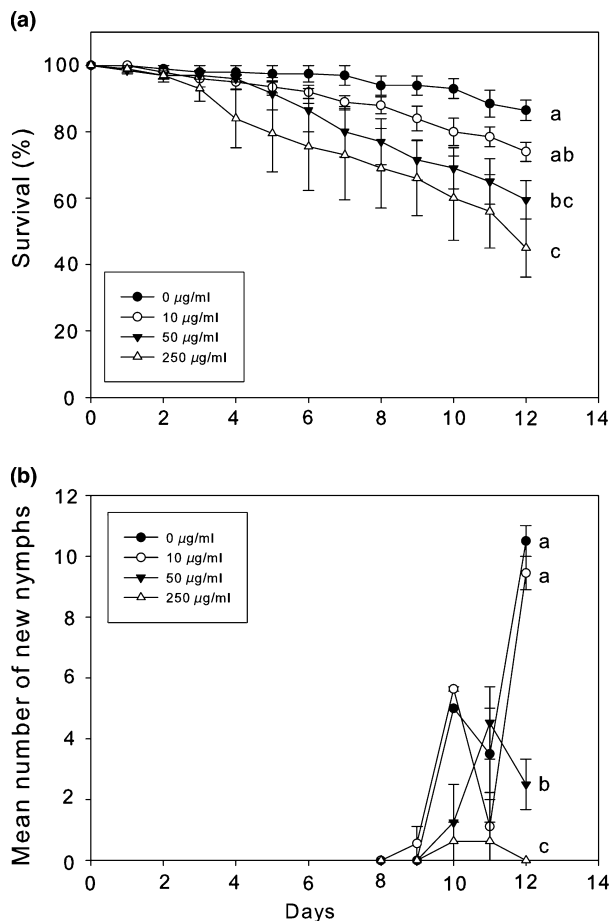 (a)
100
80
60
40
20
0
Survival (%)
a
ab
bc
c
0 µg/ml
10 µg/ml
50 µg/ml
250 µg/ml
0 2 4 6 8 10 12 14
(b)
12
10
8
6
4
2
0
Mean number of new nymphs
0 µg/ml
10 µg/ml
50 µg/ml
250 µg/ml
a
a
b
c
0 2 4 6 8 10 12 14
Days